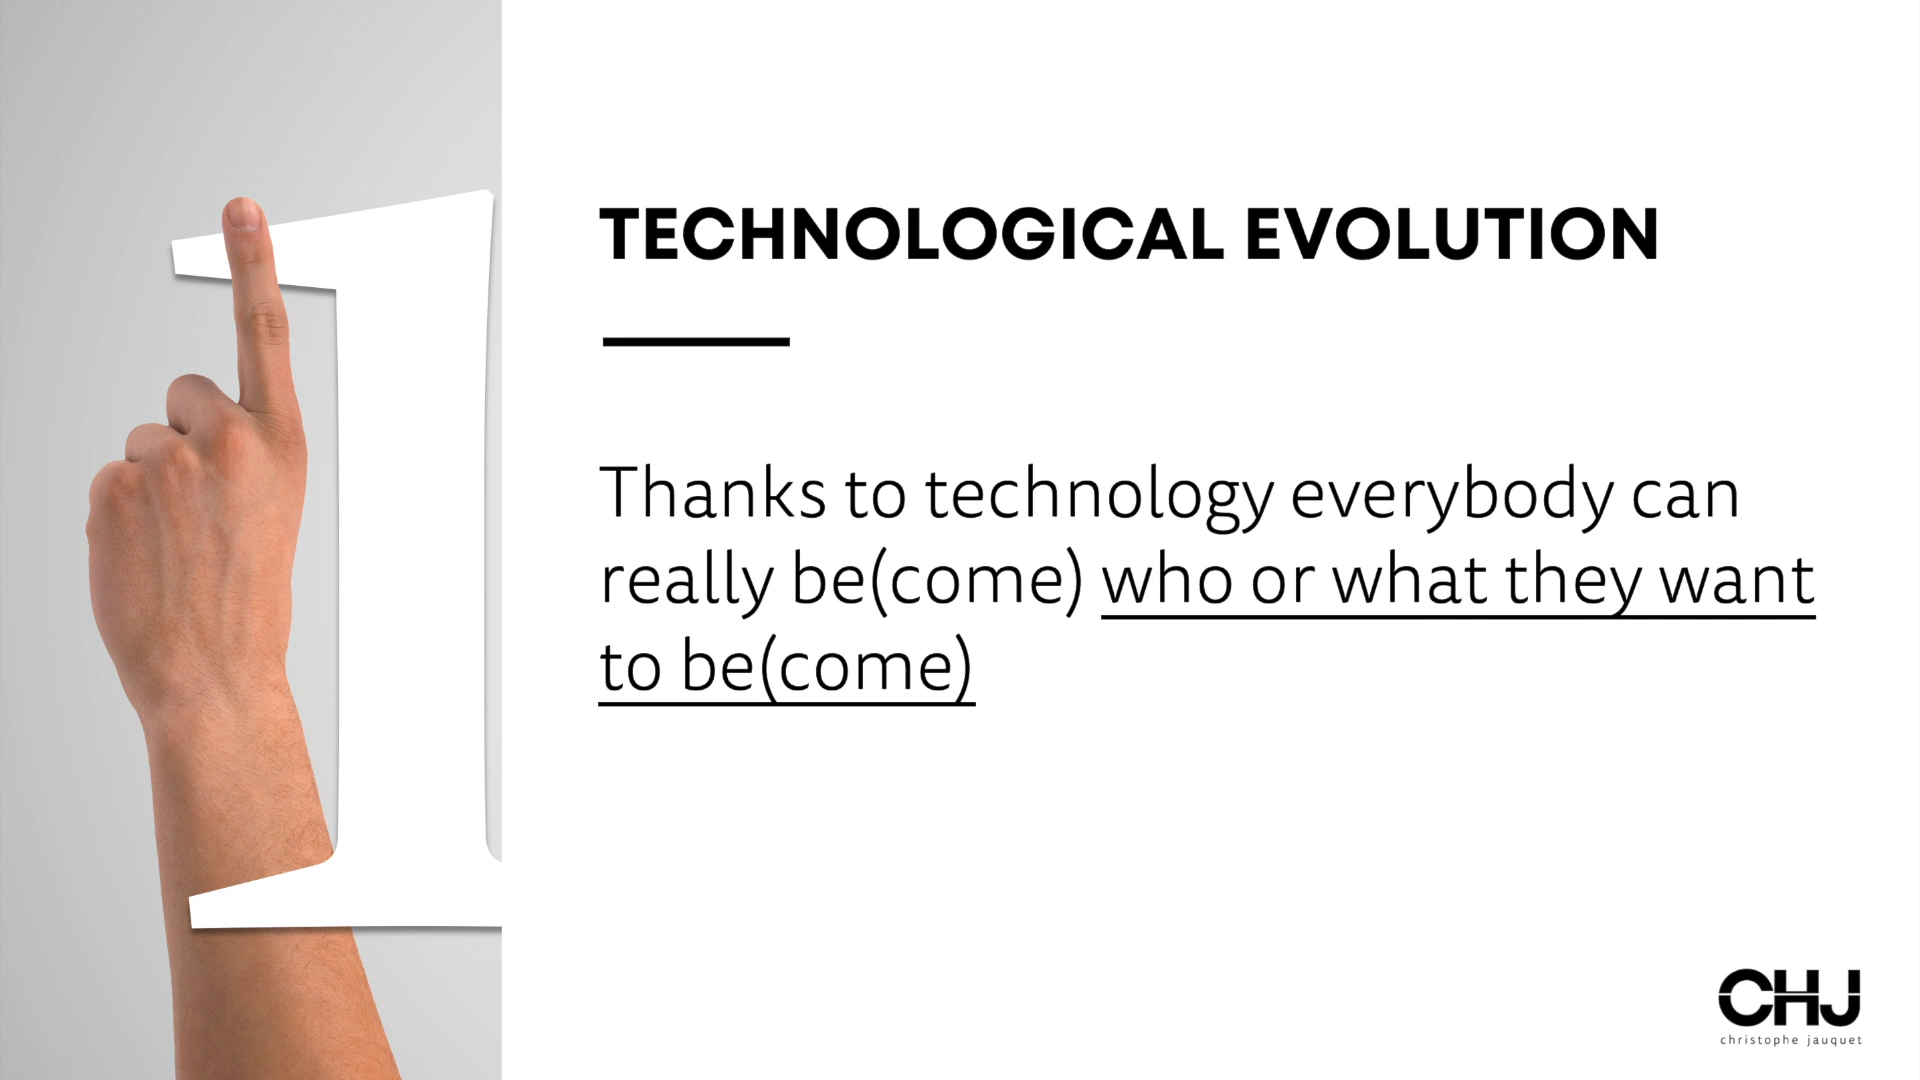 1
TECHNOLOGICAL EVOLUTION
Thanks to technology everybody can
really be(come) who or what they want
to be(come)
CHJ
christophe jauquet